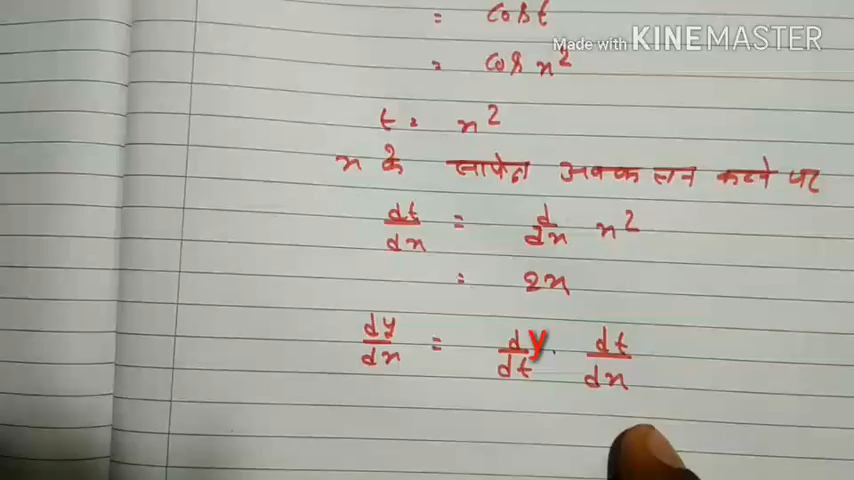 = cos t
Made with KINEMASTER
= cos x²
t = x²
x के सापेक्ष अवकलन करने पर
dt/dx = d/dx x²
= 2x
dy/dx = dy/dt · dt/dx